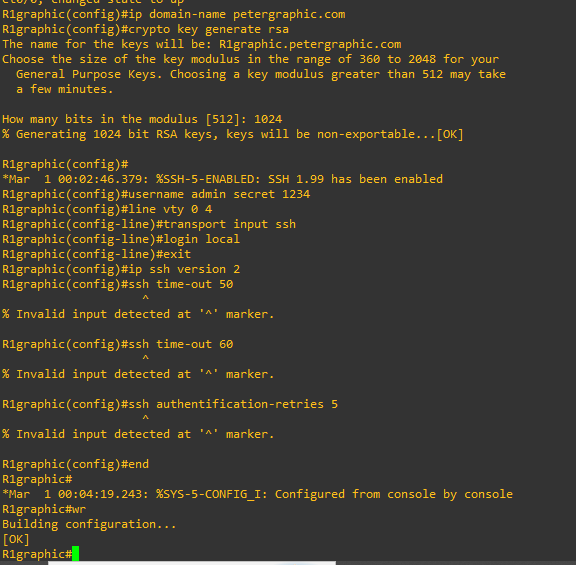 R1graphic(config)#ip domain-name petergraphic.com
R1graphic(config)#crypto key generate rsa
The name for the keys will be: R1graphic.petergraphic.com
Choose the size of the key modulus in the range of 360 to 2048 for your
  General Purpose Keys. Choosing a key modulus greater than 512 may take
  a few minutes.

How many bits in the modulus [512]: 1024
% Generating 1024 bit RSA keys, keys will be non-exportable...[OK]

R1graphic(config)#
*Mar  1 00:02:46.379: %SSH-5-ENABLED: SSH 1.99 has been enabled
R1graphic(config)#username admin secret 1234
R1graphic(config)#line vty 0 4
R1graphic(config-line)#transport input ssh
R1graphic(config-line)#login local
R1graphic(config-line)#exit
R1graphic(config)#ip ssh version 2
R1graphic(config)#ssh time-out 50
                   ^
% Invalid input detected at '^' marker.

R1graphic(config)#ssh time-out 60
                   ^
% Invalid input detected at '^' marker.

R1graphic(config)#ssh authentification-retries 5
                   ^
% Invalid input detected at '^' marker.

R1graphic(config)#end
R1graphic#
*Mar  1 00:04:19.243: %SYS-5-CONFIG_I: Configured from console by console
R1graphic#wr
Building configuration...
[OK]
R1graphic#